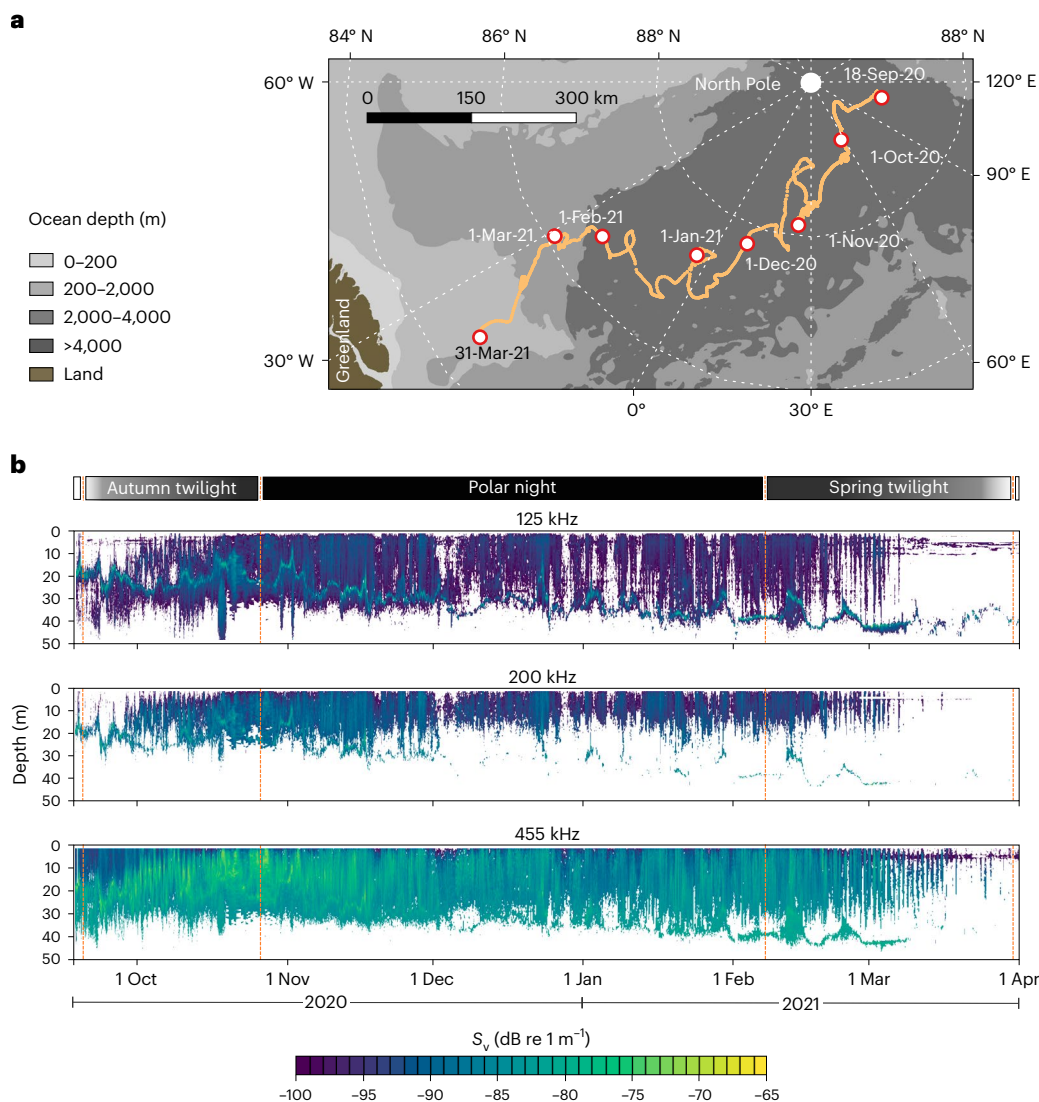 a
84° N 86° N 88° N 88° N
60° W
120° E
90° E
30° W
60° E
0° 30° E
0 150 300 km
North Pole
18-Sep-20
1-Oct-20
1-Nov-20
1-Dec-20
1-Jan-21
1-Feb-21
1-Mar-21
31-Mar-21
Greenland
Ocean depth (m)
0–200
200–2,000
2,000–4,000
>4,000
Land
b
Autumn twilight Polar night Spring twilight
125 kHz
0
10
20
30
40
50
200 kHz
0
10
20
30
40
50
Depth (m)
455 kHz
0
10
20
30
40
50
1 Oct 1 Nov 1 Dec 1 Jan 1 Feb 1 Mar 1 Apr
2020 2021
Sv (dB re 1 m−1)
−100 −95 −90 −85 −80 −75 −70 −65